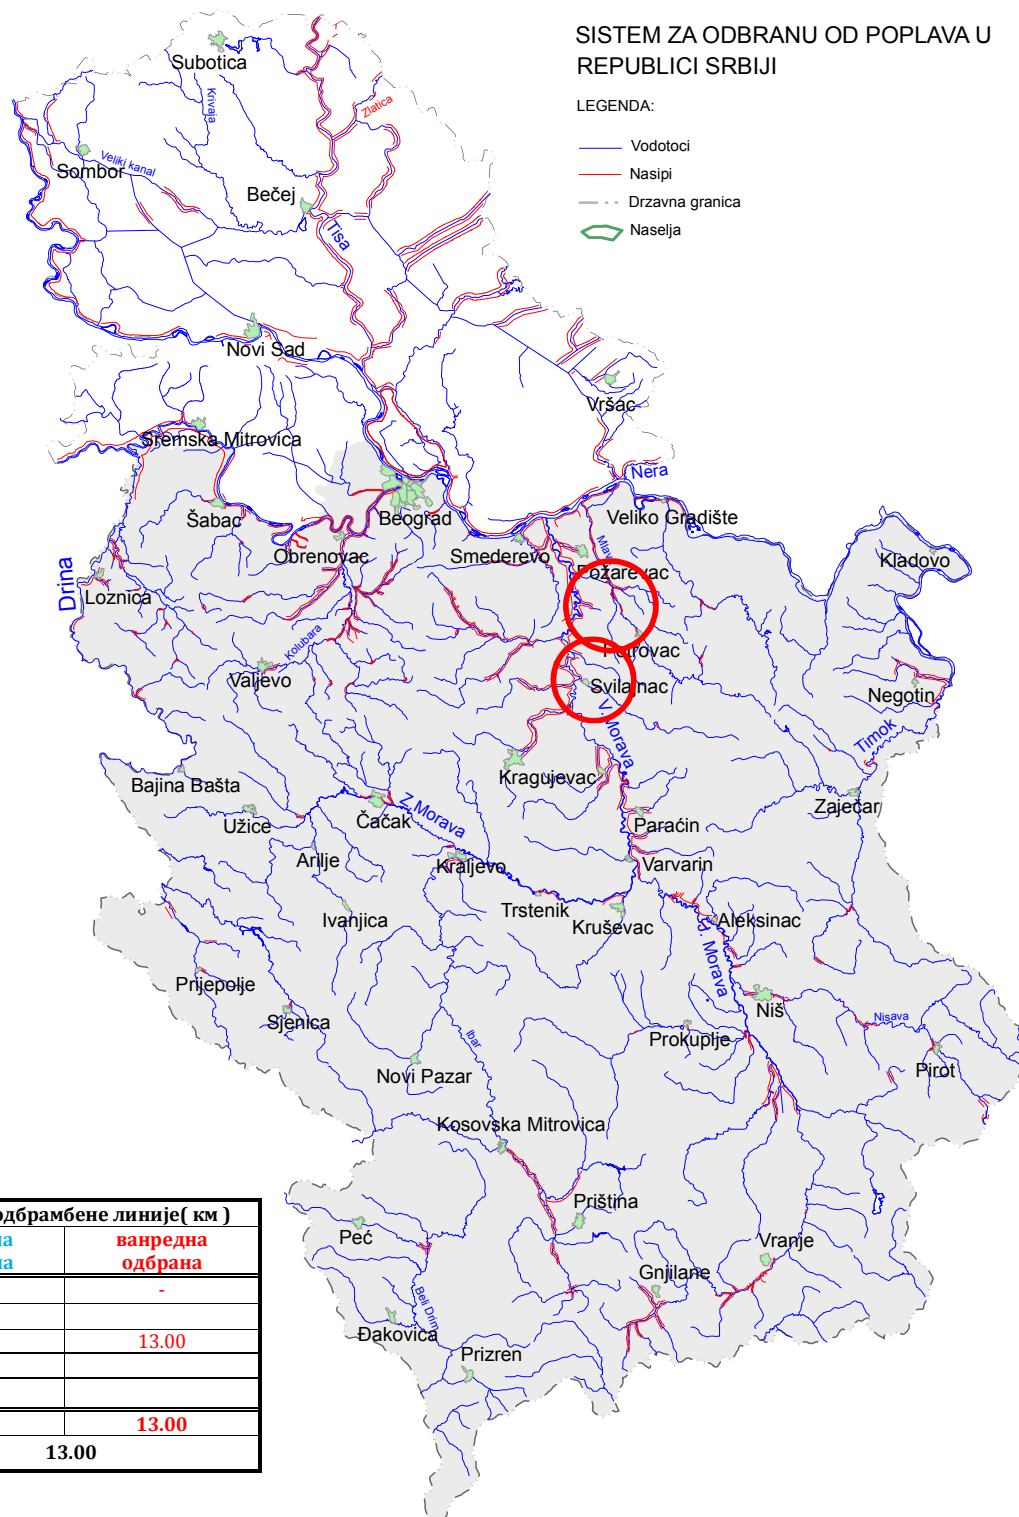 SISTEM ZA ODBRANU OD POPLAVA U
REPUBLICI SRBIJI
LEGENDA:
Vodotoci
Nasipi
Drzavna granica
Naselja
Subotica
Krivaja
Zlatica
Sombor
Veliki kanal
Bečej
Tisa
Novi Sad
Vršac
Sremska Mitrovica
Nera
Šabac
Beograd
Veliko Gradište
Obrenovac
Smederevo
Mlav
Požarevac
Kladovo
Drina
Loznica
Kolubara
Petrovac
Valjevo
Svilajnac
Negotin
V. Morava
Timok
Bajina Bašta
Kragujevac
Zaječar
Užice
Čačak
Z. Morava
Paraćin
Arilje
Kraljevo
Varvarin
Ivanjica
Trstenik
Kruševac
Aleksinac
J. Morava
Prijepolje
Niš
Sjenica
Nisava
Ibar
Prokuplje
Novi Pazar
Pirot
Kosovska Mitrovica
Priština
Peć
Vranje
Gnjilane
Beli Drim
Đakovica
Prizren
одбрамбене линије( км )
на ванредна
на одбрана
-
13.00
13.00
13.00